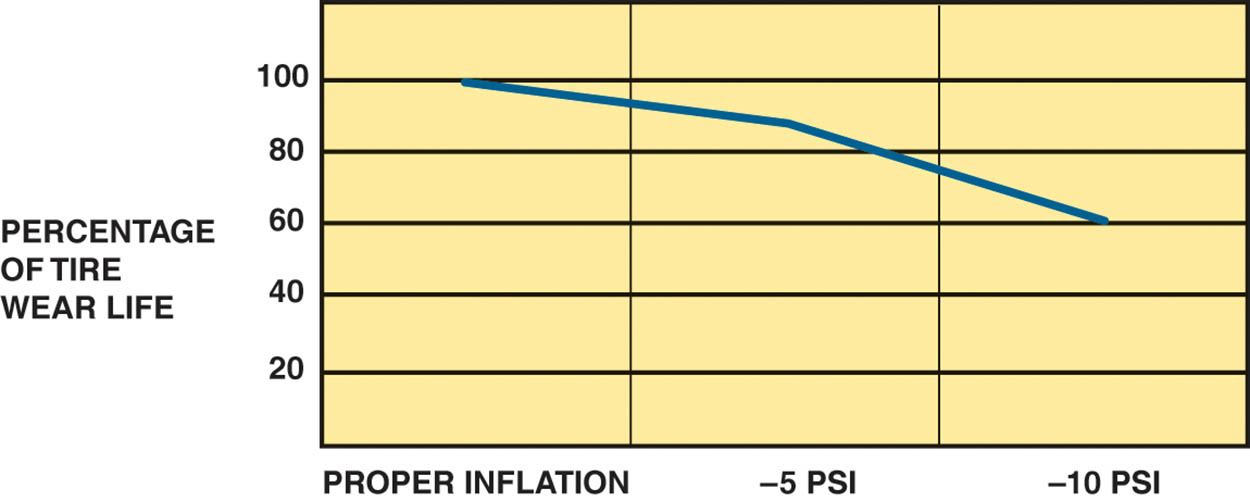 100
80
60
40
20
PERCENTAGE
OF TIRE
WEAR LIFE
PROPER INFLATION
–5 PSI
–10 PSI